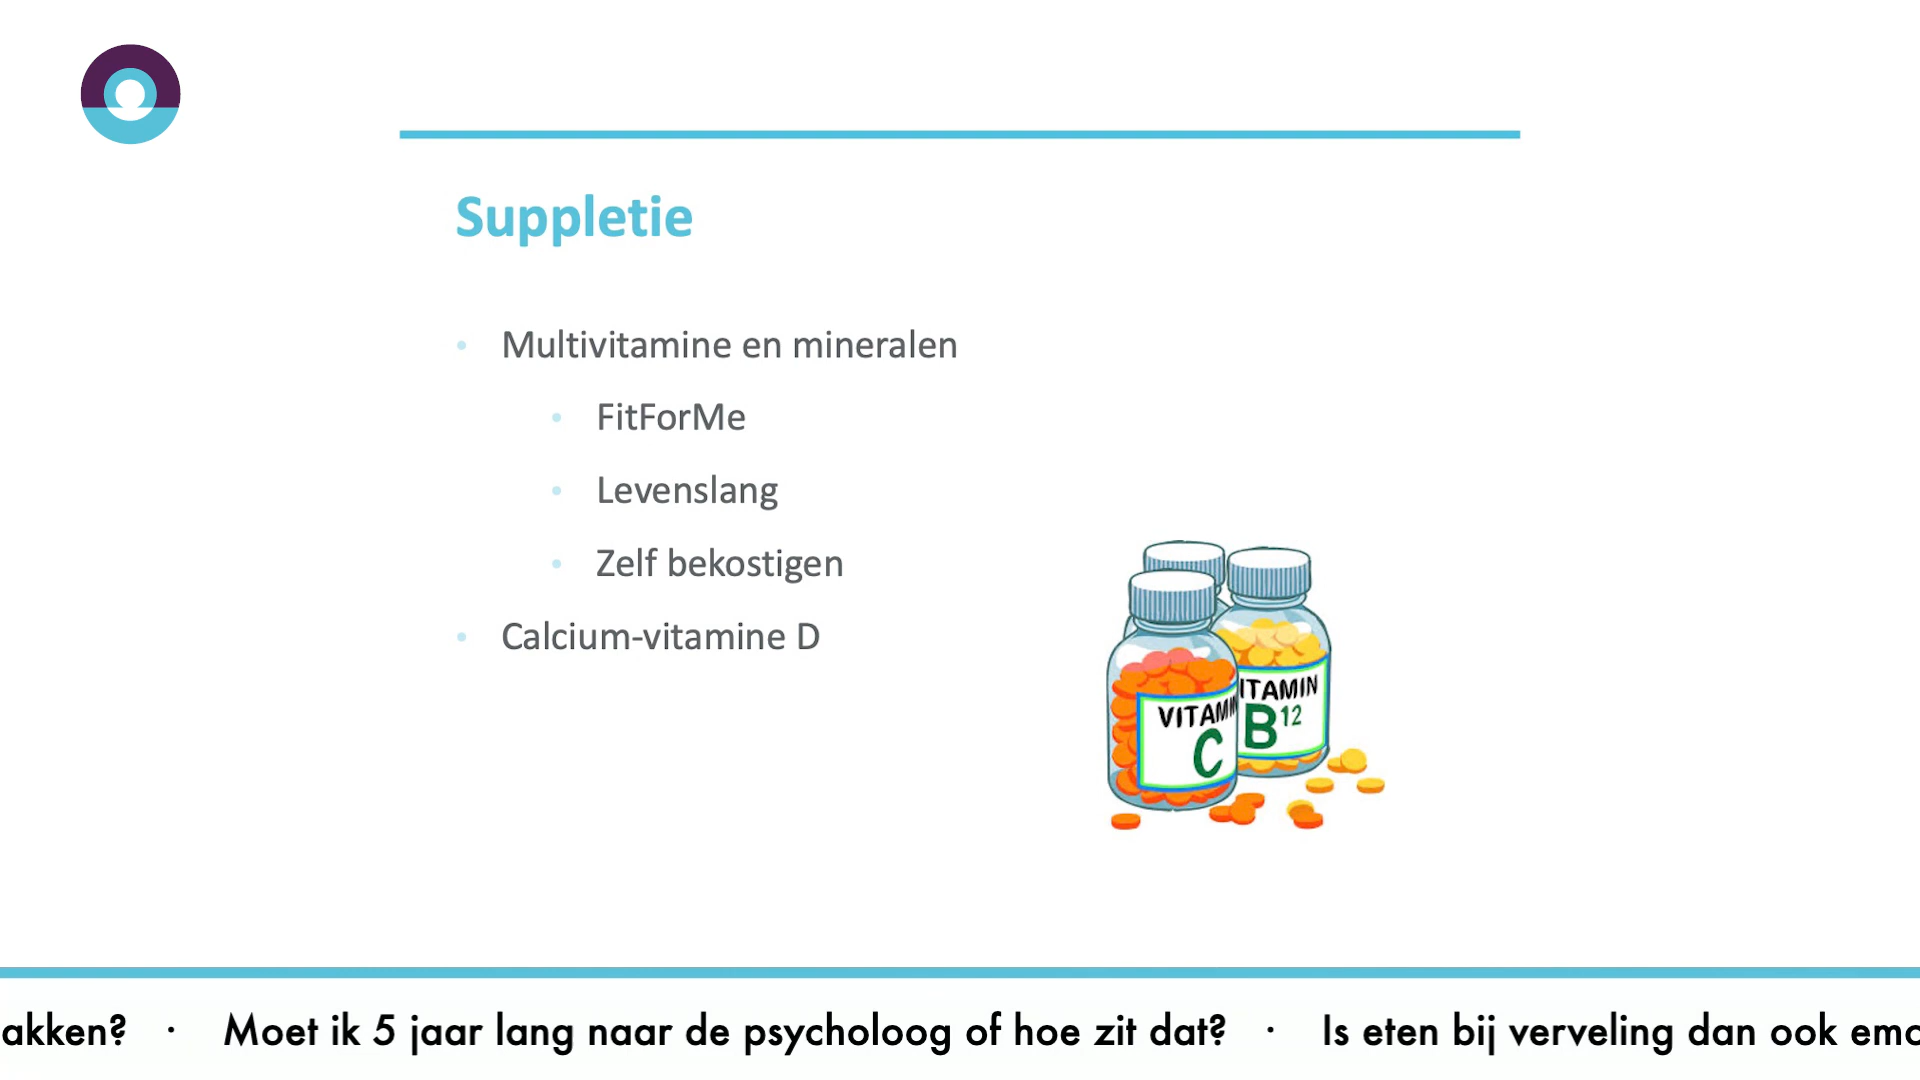 Suppletie
• Multivitamine en mineralen
• FitForMe
• Levenslang
• Zelf bekostigen
• Calcium-vitamine D
VITAMIN
C
ITAMIN
B12
akken? · Moet ik 5 jaar lang naar de psycholoog of hoe zit dat? · Is eten bij verveling dan ook emo